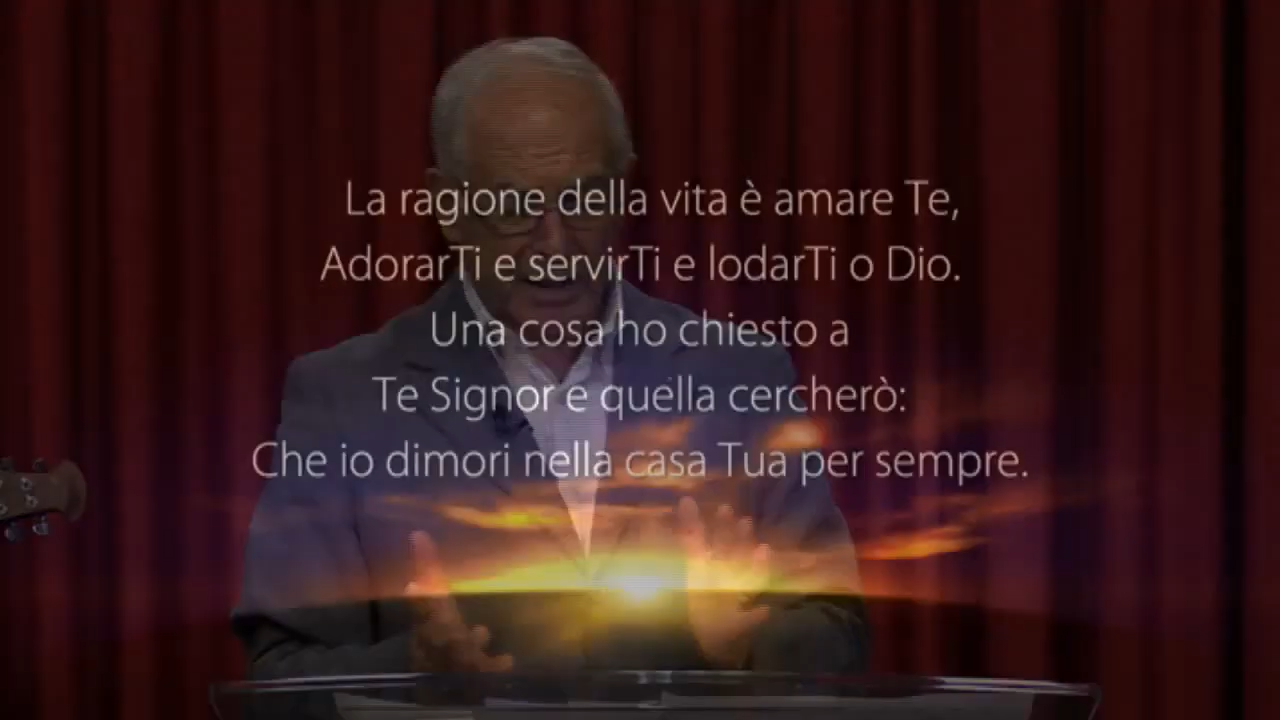 La ragione della vita è amare Te,
AdorarTi e servirTi e lodarTi o Dio.
Una cosa ho chiesto a
Te Signor e quella cercherò:
Che io dimori nella casa Tua per sempre.